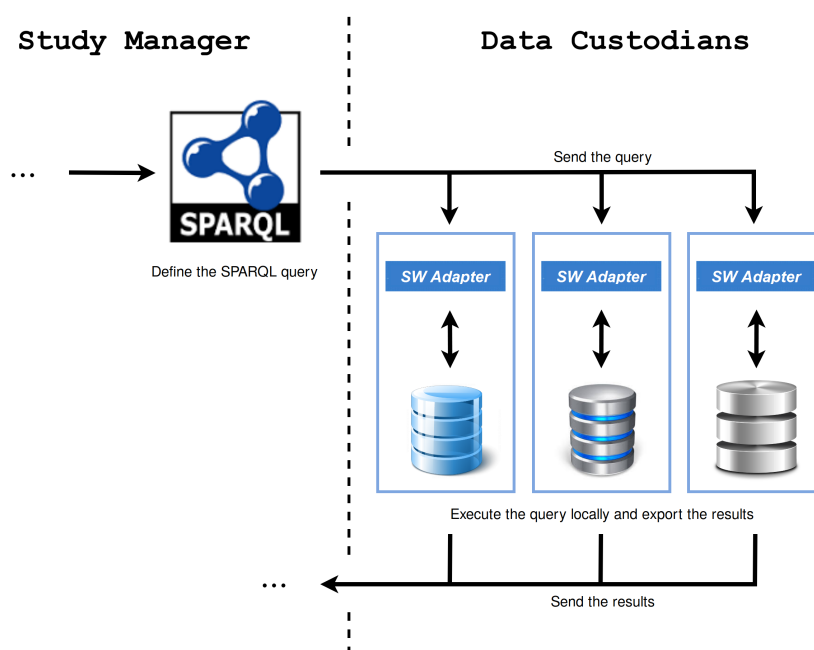 Study Manager
Data Custodians
...
SPARQL
Define the SPARQL query
Send the query
SW Adapter
SW Adapter
SW Adapter
Execute the query locally and export the results
...
Send the results